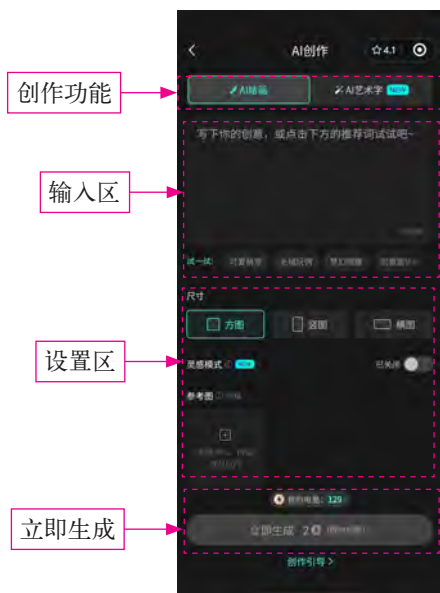 AI创作
4.1
创作功能
AI绘画
AI艺术字 NEW
输入区
写下你的创意，或点击下方的推荐词试试吧~
试一试:
尺寸
方图
竖图
横图
设置区
灵感模式 NEW
已关闭
参考图
立即生成
我的电量: 129
立即生成 2
创作引导 >